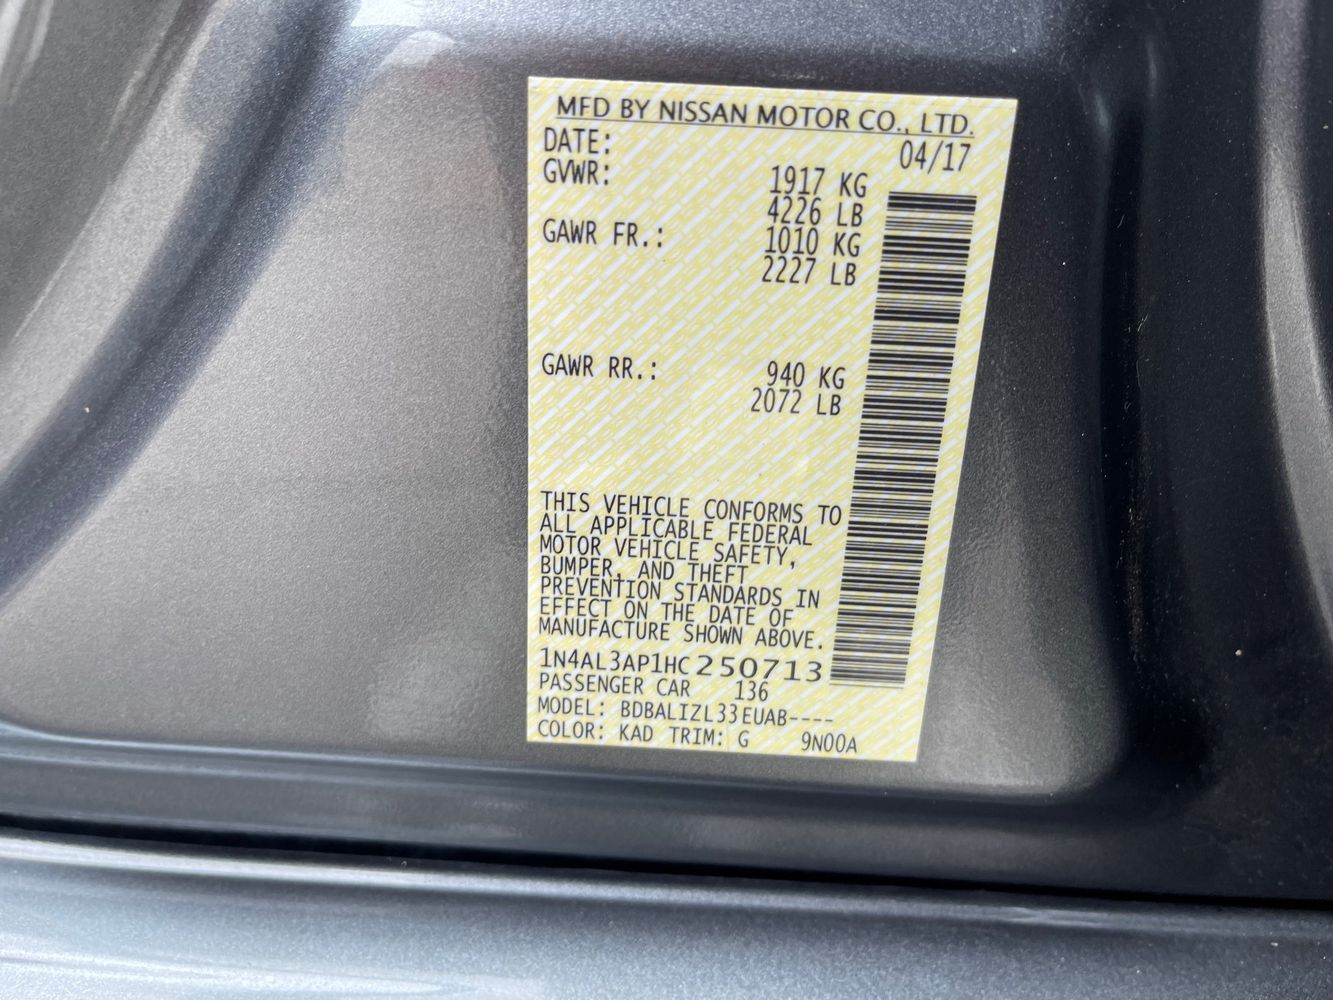 MFD BY NISSAN MOTOR CO., LTD.
DATE: 04/17
GVWR: 1917 KG
4226 LB
GAWR FR.: 1010 KG
2227 LB
GAWR RR.: 940 KG
2072 LB
THIS VEHICLE CONFORMS TO
ALL APPLICABLE FEDERAL
MOTOR VEHICLE SAFETY,
BUMPER, AND THEFT
PREVENTION STANDARDS IN
EFFECT ON THE DATE OF
MANUFACTURE SHOWN ABOVE.
1N4AL3AP1HC250713
PASSENGER CAR 136
MODEL: BDBALIZL33EUAB----
COLOR: KAD TRIM: G 9N00A